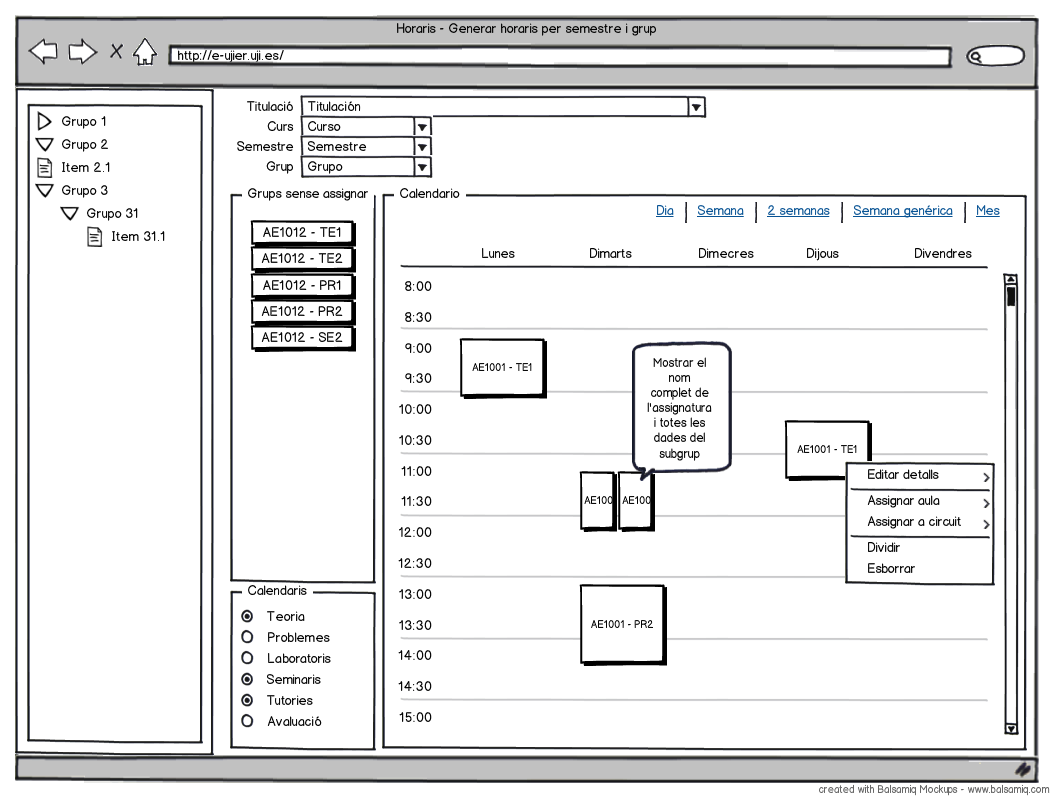 Horaris - Generar horaris per semestre i grup
http://e-ujier.uji.es/
Grupo 1
Grupo 2
Item 2.1
Grupo 3
Grupo 31
Item 31.1
Titulació Titulación
Curs Curso
Semestre Semestre
Grup Grupo
Grups sense assignar
AE1012 - TE1
AE1012 - TE2
AE1012 - PR1
AE1012 - PR2
AE1012 - SE2
Calendaris
Teoria
Problemes
Laboratoris
Seminaris
Tutories
Avaluació
Calendario
Dia Semana 2 semanas Semana genérica Mes
Lunes Dimarts Dimecres Dijous Divendres
8:00
8:30
9:00
9:30
10:00
10:30
11:00
11:30
12:00
12:30
13:00
13:30
14:00
14:30
15:00
AE1001 - TE1
Mostrar el
nom
complet de
l'assignatura
i totes les
dades del
subgrup
AE100 AE100
AE1001 - PR2
AE1001 - TE1
Editar detalls
Assignar aula
Assignar a circuit
Dividir
Esborrar
created with Balsamiq Mockups - www.balsamiq.com